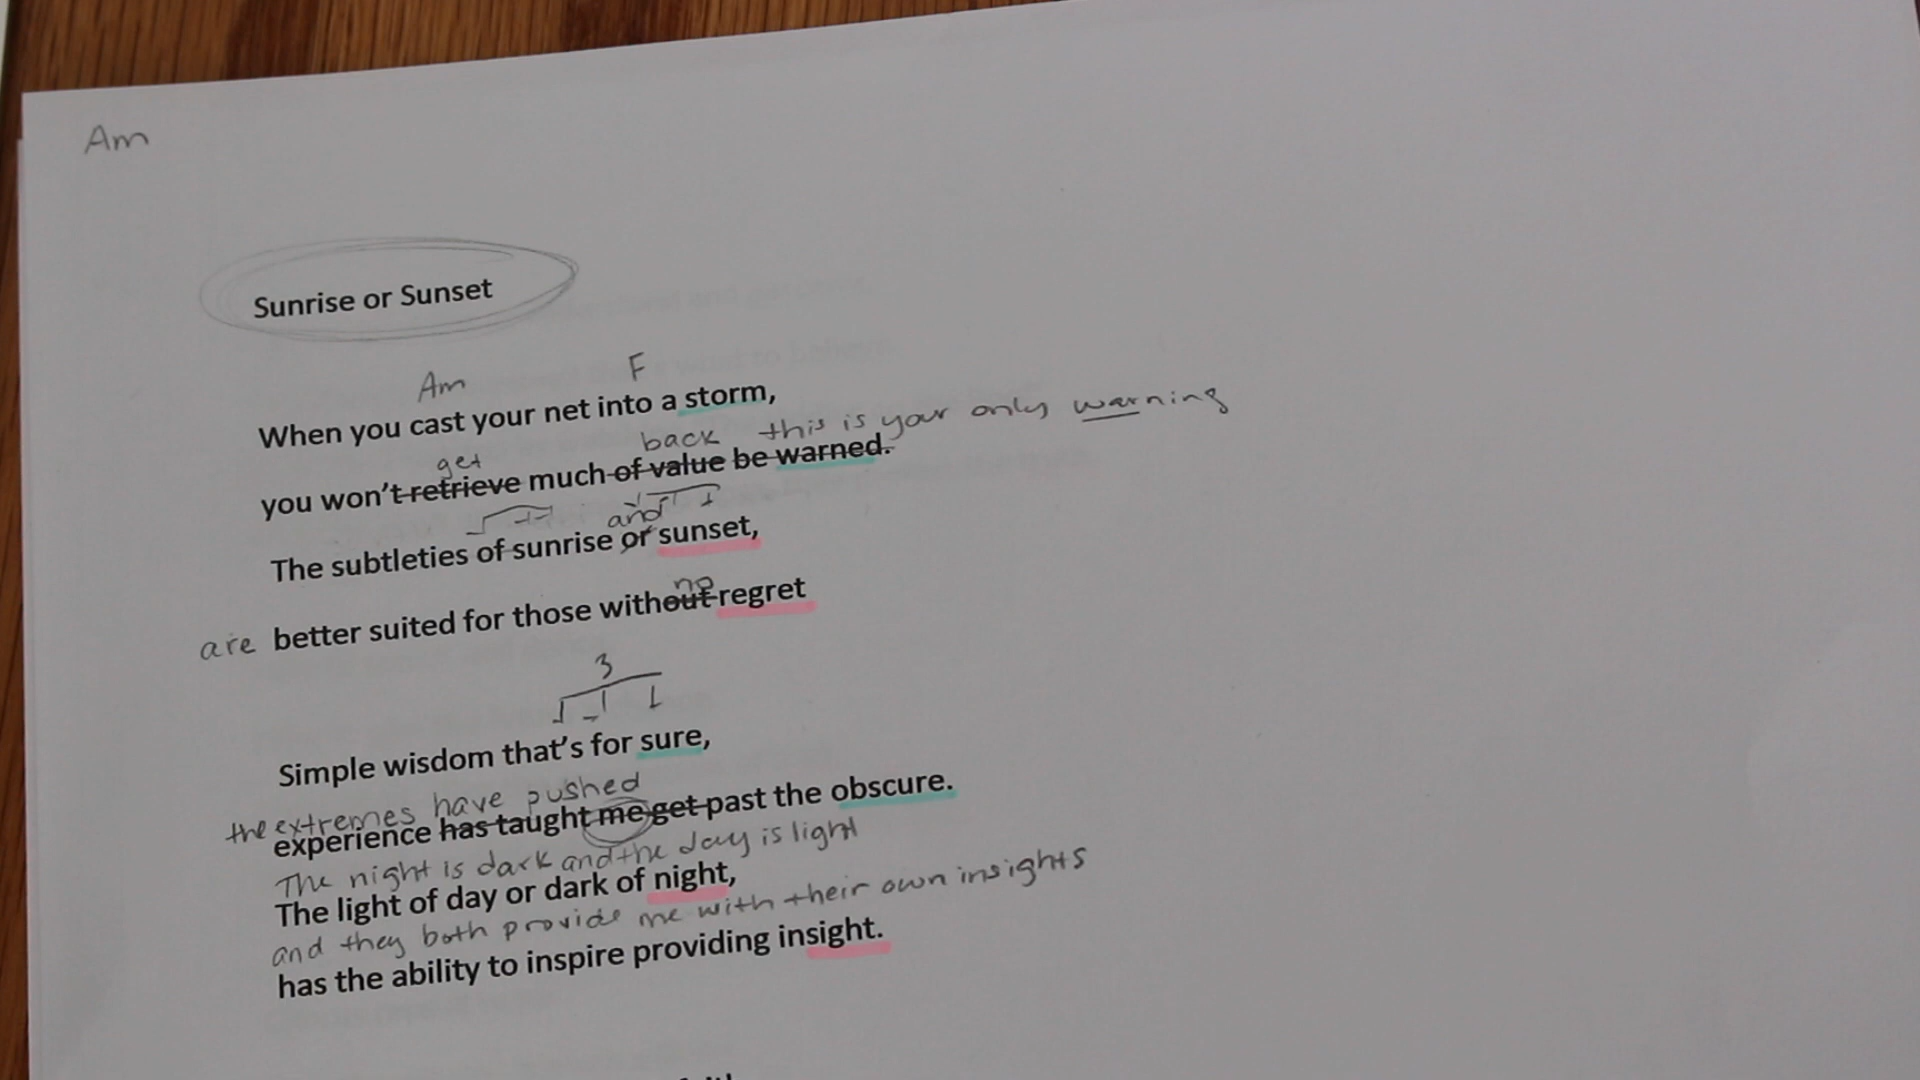 Am
Sunrise or Sunset
Am F
When you cast your net into a storm,
get back this is your only warning
you won't retrieve much of value be warned.
and
The subtleties of sunrise or sunset,
no
are better suited for those without regret
3
Simple wisdom that's for sure,
the extremes have pushed
experience has taught me get past the obscure.
The night is dark and the day is light
The light of day or dark of night,
and they both provide me with their own insights
has the ability to inspire providing insight.